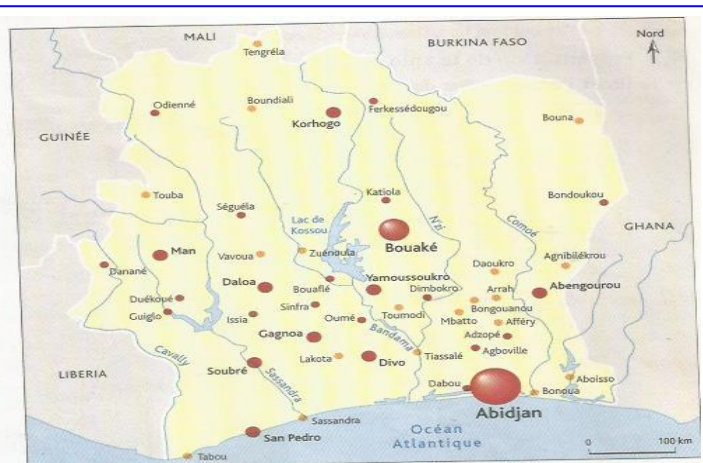 MALI
BURKINA FASO
Nord
Tengréla
Odienné
Boundiali
Ferkessédougou
Korhogo
Bouna
GUINÉE
Touba
Katiola
Bondoukou
Séguéla
Lac de
Kossou
N'zi
Comoé
GHANA
Bouaké
Man
Vavoua
Zuénoula
Daoukro
Agnibilékrou
Danané
Daloa
Yamoussoukro
Bouaflé
Dimbokro
Arrah
Abengourou
Duékoué
Sinfra
Toumodi
Bongouanou
Guiglo
Issia
Oumé
Mbatto
Afféry
Gagnoa
Bandama
Adzopé
Cavally
Lakota
Divo
Tiassalé
Agboville
LIBERIA
Soubré
Sassandra
Dabou
Aboisso
Bonoua
Abidjan
Sassandra
San Pedro
Océan
Atlantique
Tabou
0
100 km